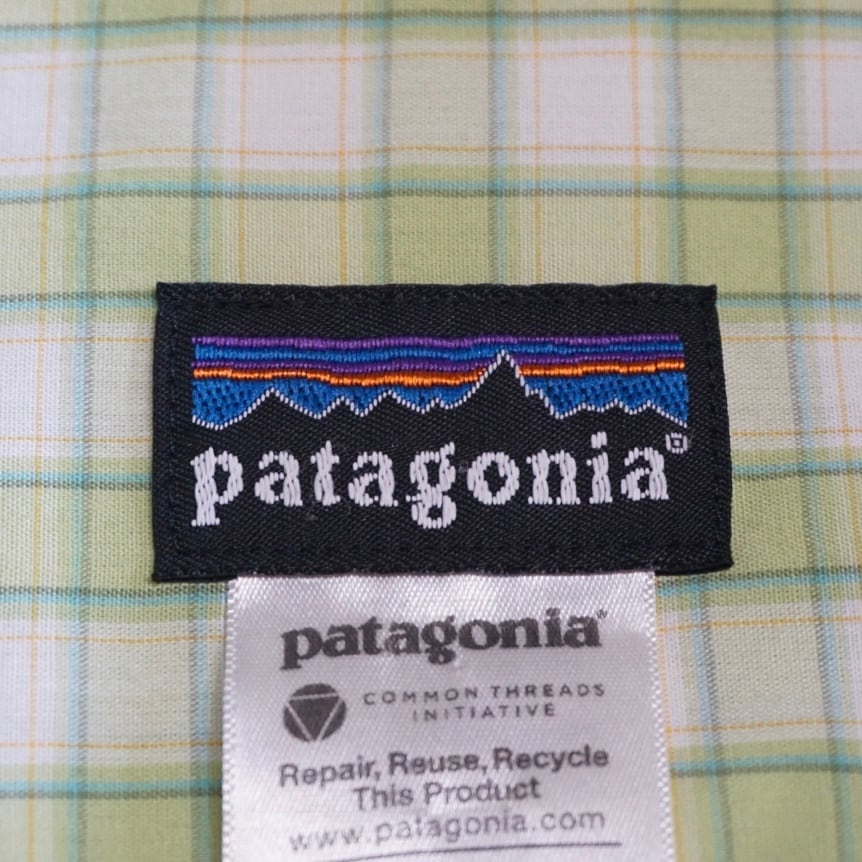 patagonia®
patagonia®
COMMON THREADS
INITIATIVE
Repair, Reuse, Recycle
This Product
www.patagonia.com